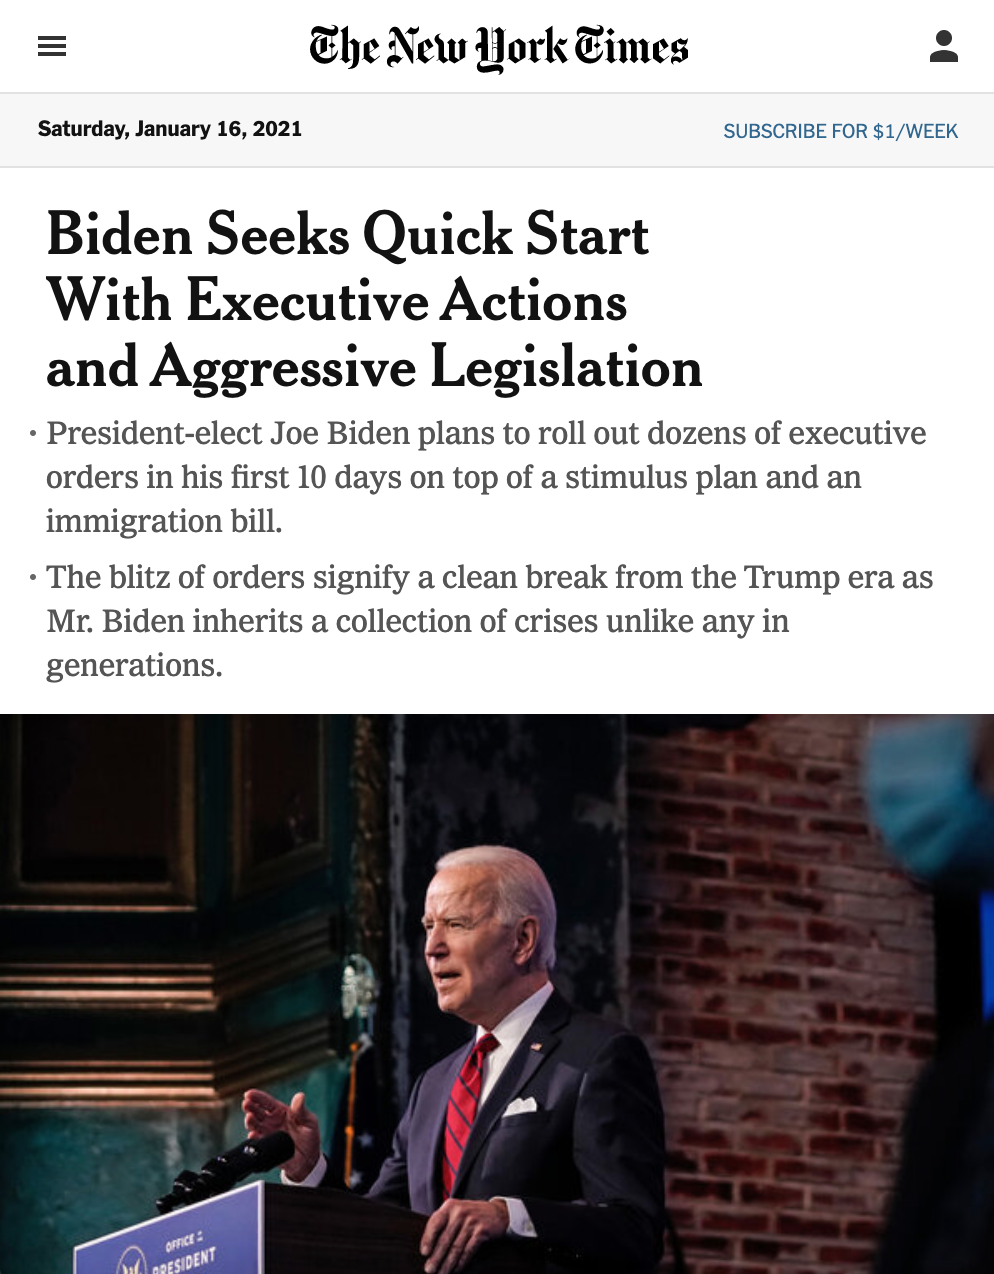 The New York Times
Saturday, January 16, 2021
SUBSCRIBE FOR $1/WEEK
Biden Seeks Quick Start
With Executive Actions
and Aggressive Legislation
• President-elect Joe Biden plans to roll out dozens of executive
orders in his first 10 days on top of a stimulus plan and an
immigration bill.
• The blitz of orders signify a clean break from the Trump era as
Mr. Biden inherits a collection of crises unlike any in
generations.
OFFICE
PRESIDENT